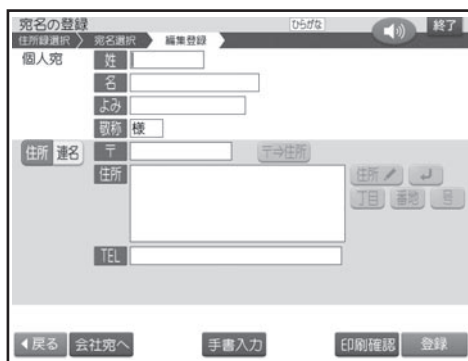 宛名の登録 ひらがな 終了
住所録選択 宛名選択 編集登録
個人宛 姓
名
よみ
敬称 様
住所 連名 〒 〒⇒住所
住所 住所 ↲
丁目 番地 号
TEL
戻る 会社宛へ 手書入力 印刷確認 登録